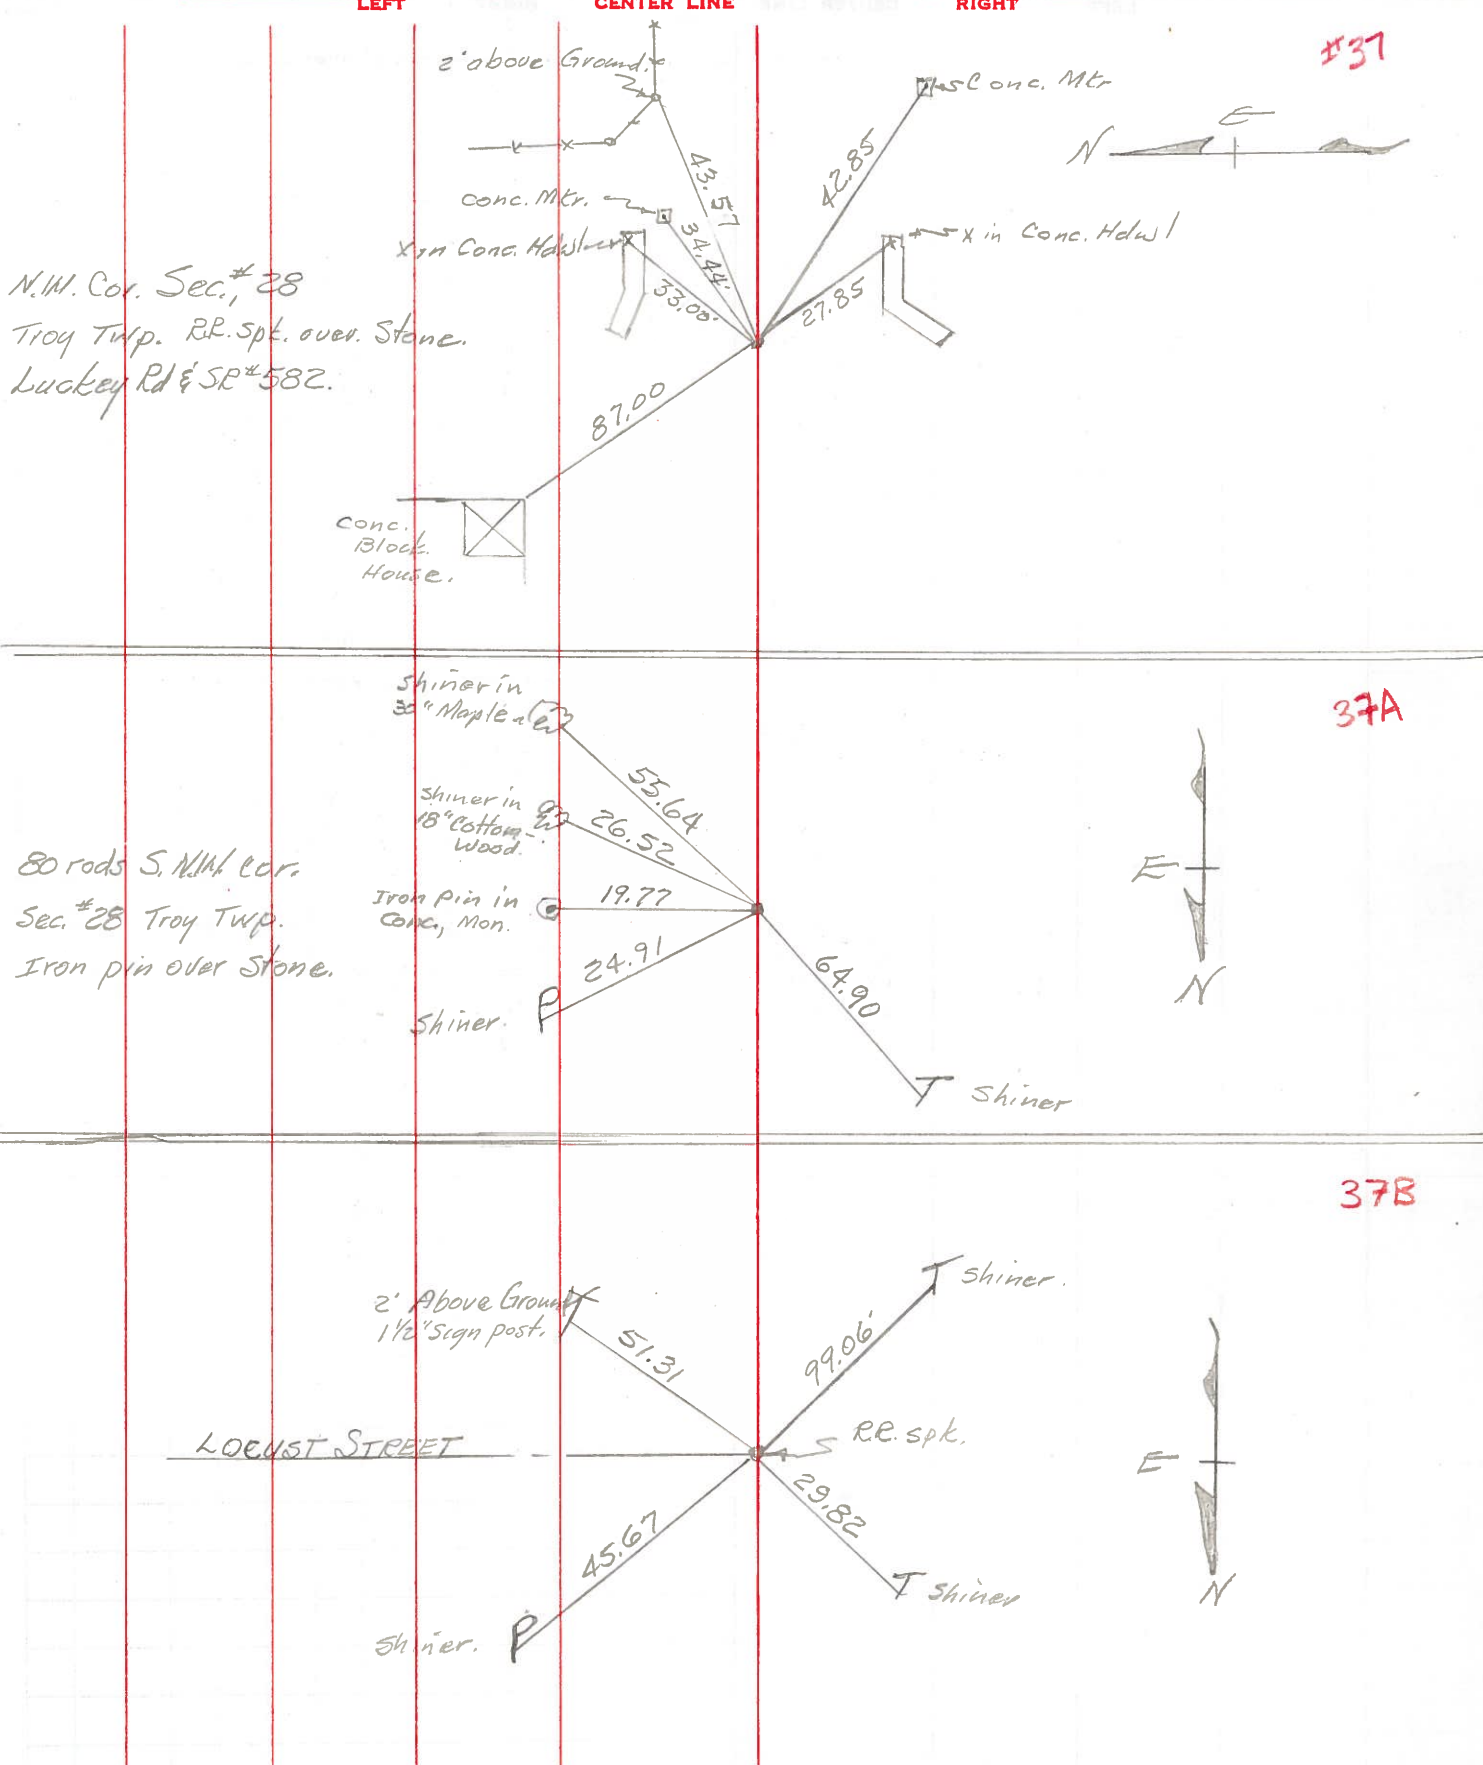 LEFT CENTER LINE RIGHT
#37
2' above Ground.
Conc. Mkr
E
N
43.57
42.85
Conc. Mkr.
34.44'
X in Conc. Hdwl
X in Conc. Hdwl
33.00'
27.85
N.W. Cor. Sec., #28
Troy Twp. R.R. Spk. over. Stone.
Luckey Rd & SR #582.
87.00
Conc.
Block
House.
37A
Shiner in
30" Maple
55.64
Shiner in
18" Cotton-
Wood.
26.52
80 rods S. N.W. Cor.
Sec. #28 Troy Twp.
Iron pin over Stone.
Iron Pin in
Conc., Mon.
19.77
24.91
E
N
64.90
Shiner. P
T Shiner
37B
T Shiner.
2' Above Ground
1 1/2" Sign post.
51.31
99.06'
LOCUST STREET
R.R. spk.
E
29.82
45.67
T Shiner
N
Shiner. P